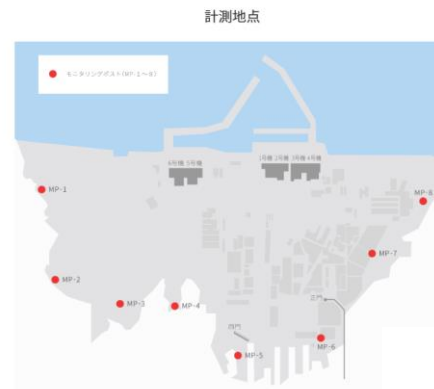 計測地点
モニタリングポスト(MP-1～8)
6号機 5号機
1号機 2号機 3号機 4号機
MP-8
MP-1
MP-7
MP-2
正門
MP-3
MP-4
西門
MP-6
MP-5